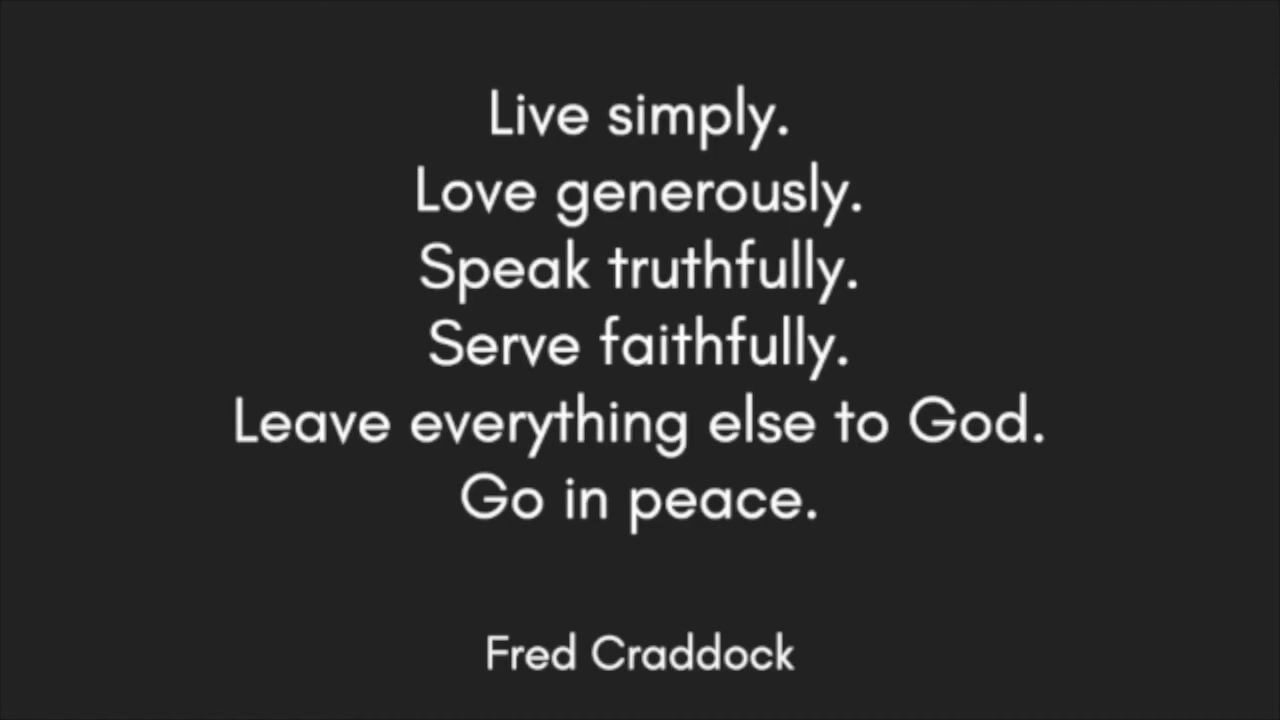 Live simply.
Love generously.
Speak truthfully.
Serve faithfully.
Leave everything else to God.
Go in peace.
Fred Craddock